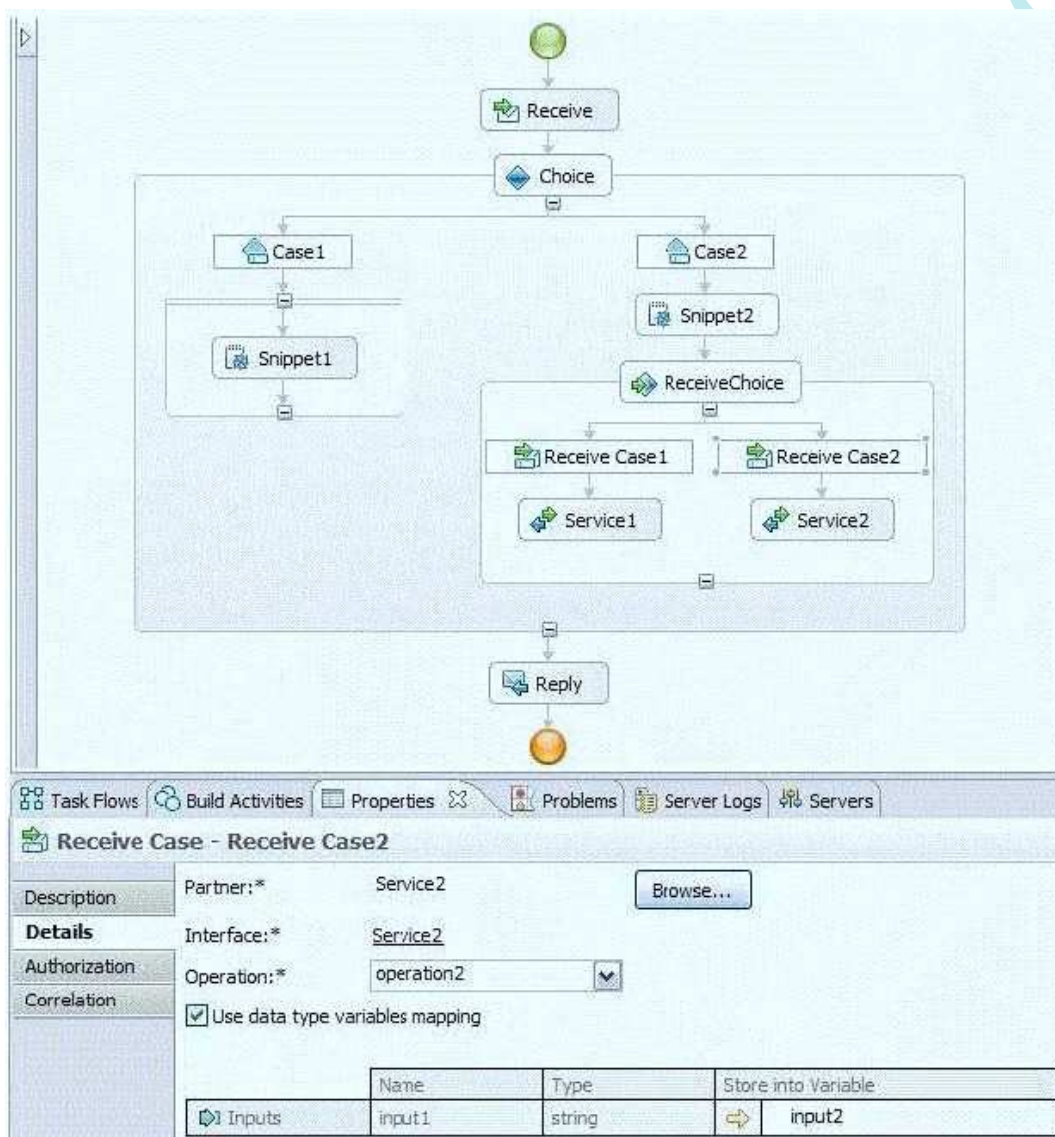 Receive
Choice
Case1
Case2
Snippet2
Snippet1
ReceiveChoice
Receive Case1
Receive Case2
Service1
Service2
Reply
Task Flows
Build Activities
Properties
Problems
Server Logs
Servers
Receive Case - Receive Case2
Description
Details
Authorization
Correlation
Partner:* Service2 Browse...
Interface:* Service2
Operation:* operation2
Use data type variables mapping
Name Type Store into Variable
Inputs input1 string input2